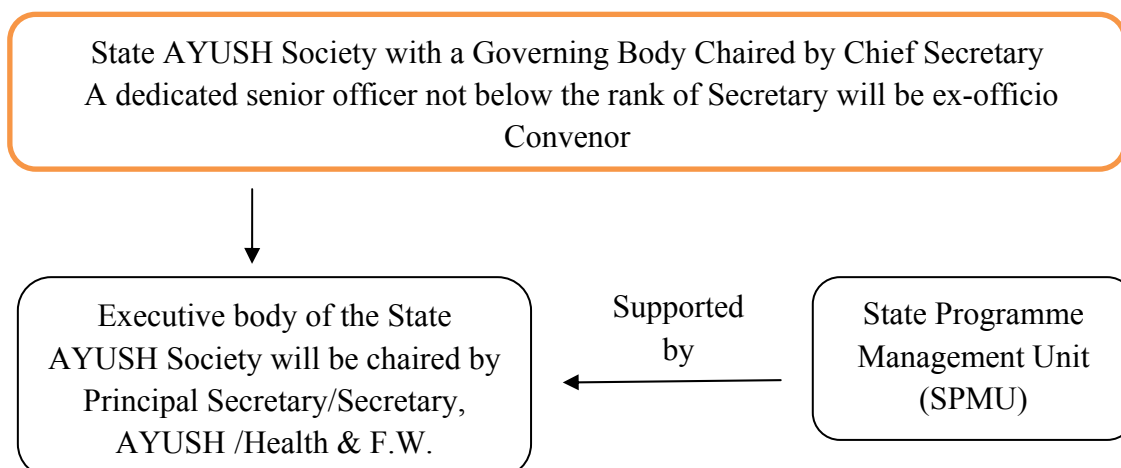 State AYUSH Society with a Governing Body Chaired by Chief Secretary
A dedicated senior officer not below the rank of Secretary will be ex-officio
Convenor
Executive body of the State
AYUSH Society will be chaired by
Principal Secretary/Secretary,
AYUSH /Health & F.W.
Supported
by
State Programme
Management Unit
(SPMU)